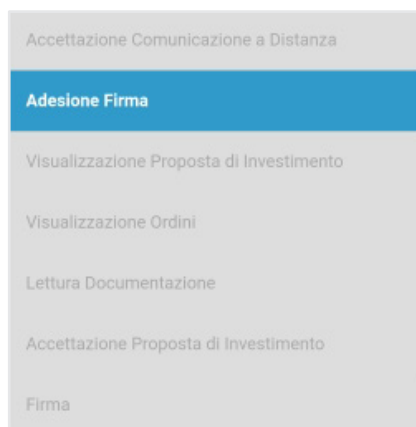 Accettazione Comunicazione a Distanza
Adesione Firma
Visualizzazione Proposta di Investimento
Visualizzazione Ordini
Lettura Documentazione
Accettazione Proposta di Investimento
Firma